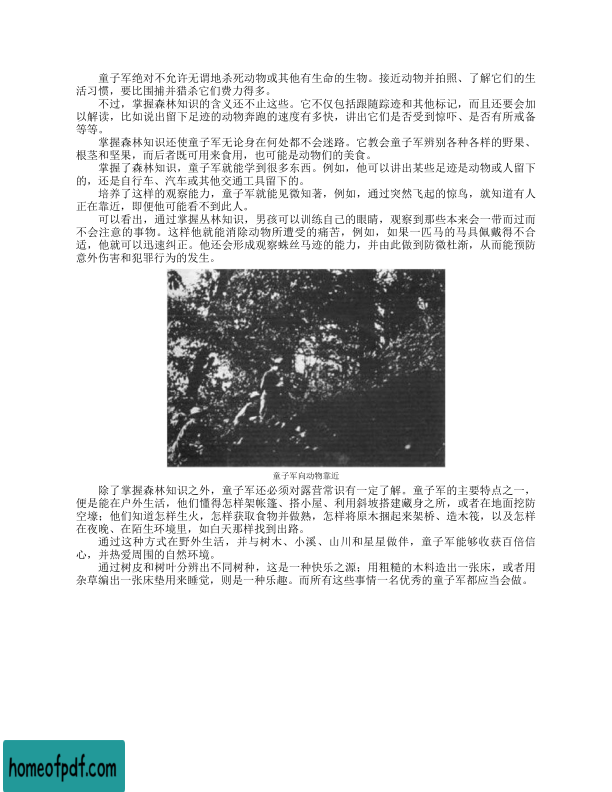 童子军绝对不允许无谓地杀死动物或其他有生命的生物。接近动物并拍照、了解它们的生
活习惯，要比围捕并猎杀它们费力得多。
不过，掌握森林知识的含义还不止这些。它不仅包括跟随踪迹和其他标记，而且还要会加
以解读，比如说出留下足迹的动物奔跑的速度有多快，讲出它们是否受到惊吓、是否有所戒备
等等。
掌握森林知识还使童子军无论身在何处都不会迷路。它教会童子军辨别各种各样的野果、
根茎和坚果，而后者既可用来食用，也可能是动物们的美食。
掌握了森林知识，童子军就能学到很多东西。例如，他可以讲出某些足迹是动物或人留下
的，还是自行车、汽车或其他交通工具留下的。
培养了这样的观察能力，童子军就能见微知著，例如，通过突然飞起的惊鸟，就知道有人
正在靠近，即便他可能看不到此人。
可以看出，通过掌握丛林知识，男孩可以训练自己的眼睛，观察到那些本来会一带而过而
不会注意的事物。这样他就能消除动物所遭受的痛苦，例如，如果一匹马的马具佩戴得不合
适，他就可以迅速纠正。他还会形成观察蛛丝马迹的能力，并由此做到防微杜渐，从而能预防
意外伤害和犯罪行为的发生。
童子军向动物靠近
除了掌握森林知识之外，童子军还必须对露营常识有一定了解。童子军的主要特点之一，
便是能在户外生活，他们懂得怎样架帐篷、搭小屋、利用斜坡搭建藏身之所，或者在地面挖防
空壕；他们知道怎样生火，怎样获取食物并做熟，怎样将原木捆起来架桥、造木筏，以及怎样
在夜晚、在陌生环境里，如白天那样找到出路。
通过这种方式在野外生活，并与树木、小溪、山川和星星做伴，童子军能够收获百倍信
心，并热爱周围的自然环境。
通过树皮和树叶分辨出不同树种，这是一种快乐之源；用粗糙的木料造出一张床，或者用
杂草编出一张床垫用来睡觉，则是一种乐趣。而所有这些事情一名优秀的童子军都应当会做。
homeofpdf.com